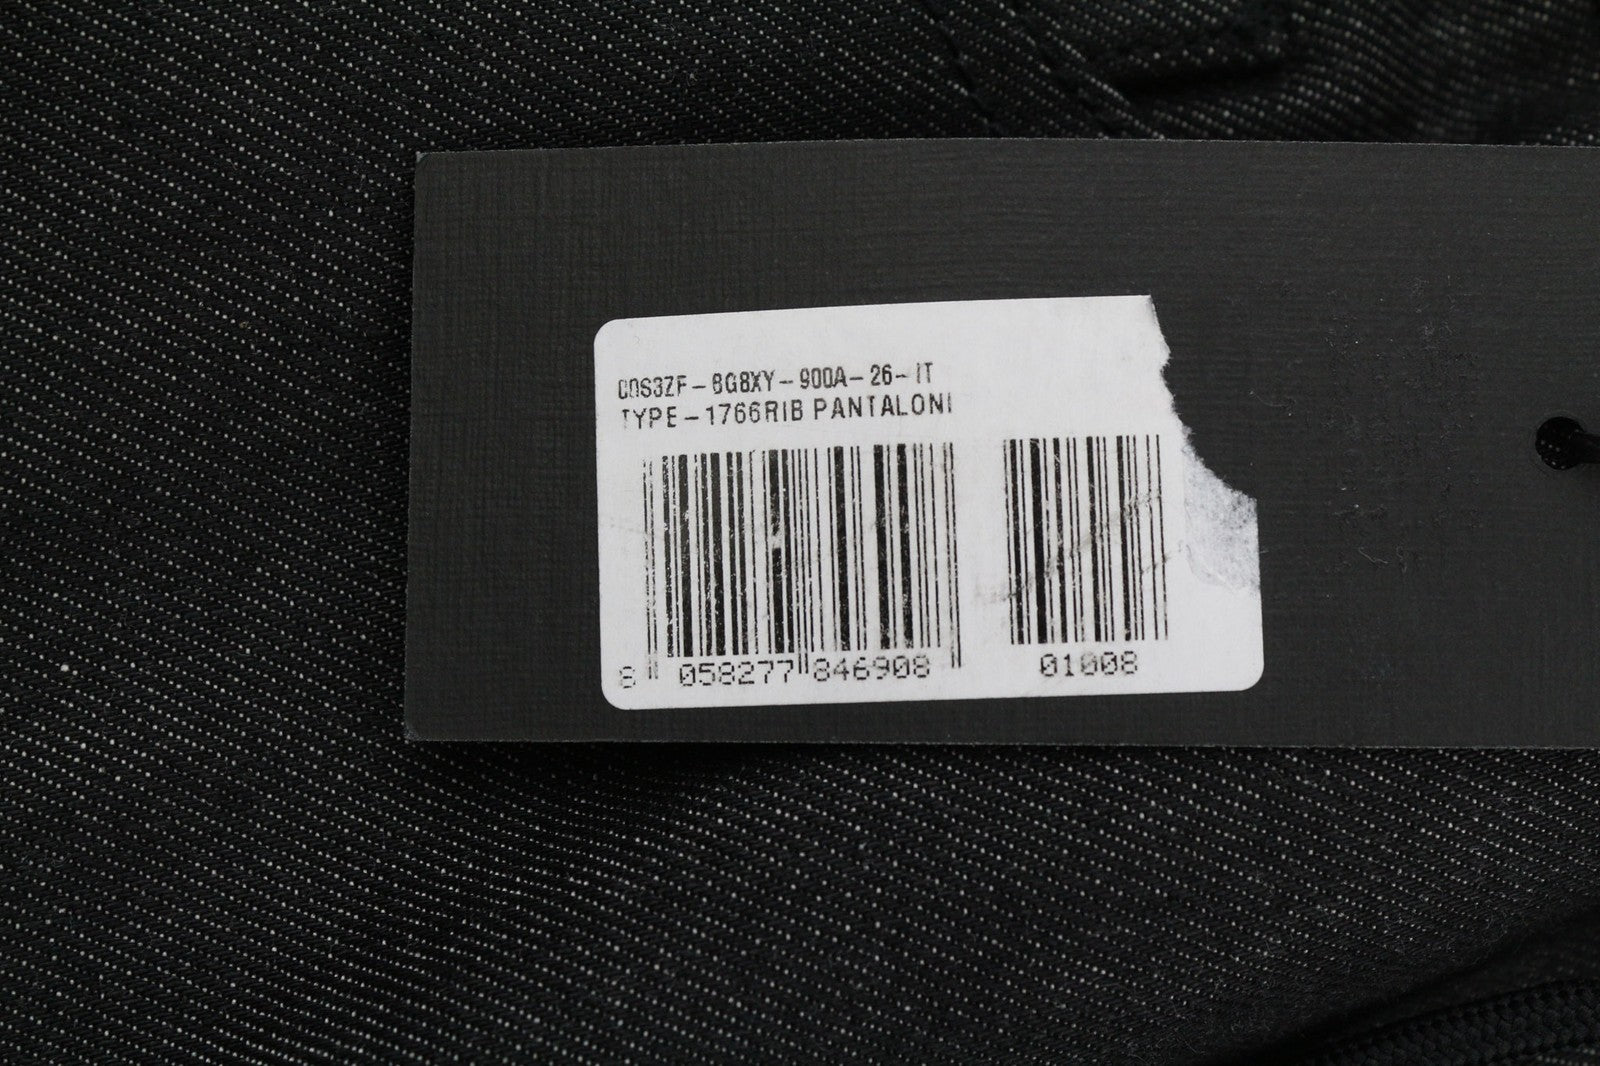 C0S3ZF-8G8XY-900A-26-IT
TYPE-1766RIB PANTALONI
8 058277 846908 01008